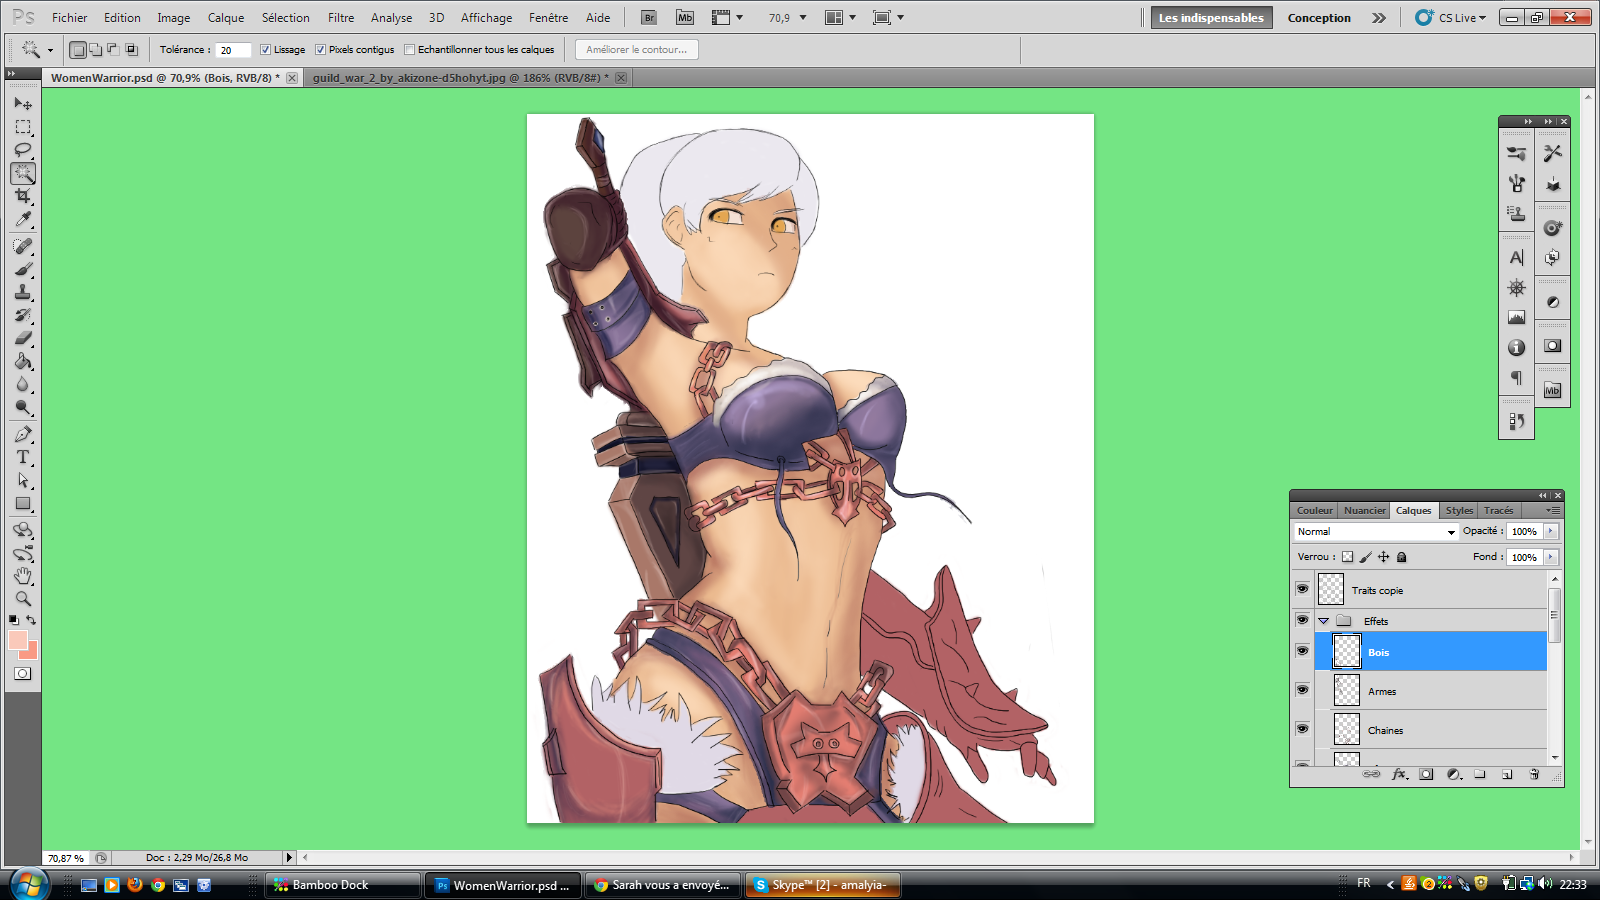 Ps Fichier Edition Image Calque Sélection Filtre Analyse 3D Affichage Fenêtre Aide Br Mb 70,9 Les indispensables Conception CS Live
Tolérance : 20 Lissage Pixels contigus Echantillonner tous les calques Améliorer le contour...
WomenWarrior.psd @ 70,9% (Bois, RVB/8) * guild_war_2_by_akizone-d5hohyt.jpg @ 186% (RVB/8#) *
A
Mb
T
Couleur Nuancier Calques Styles Tracés
Normal Opacité : 100%
Verrou : Fond : 100%
Traits copie
Effets
Bois
Armes
Chaines
fx
70,87 % Doc : 2,29 Mo/26,8 Mo
Bamboo Dock Ps WomenWarrior.psd ... Sarah vous a envoyé... Skype™ [2] - amalyia- FR 22:33